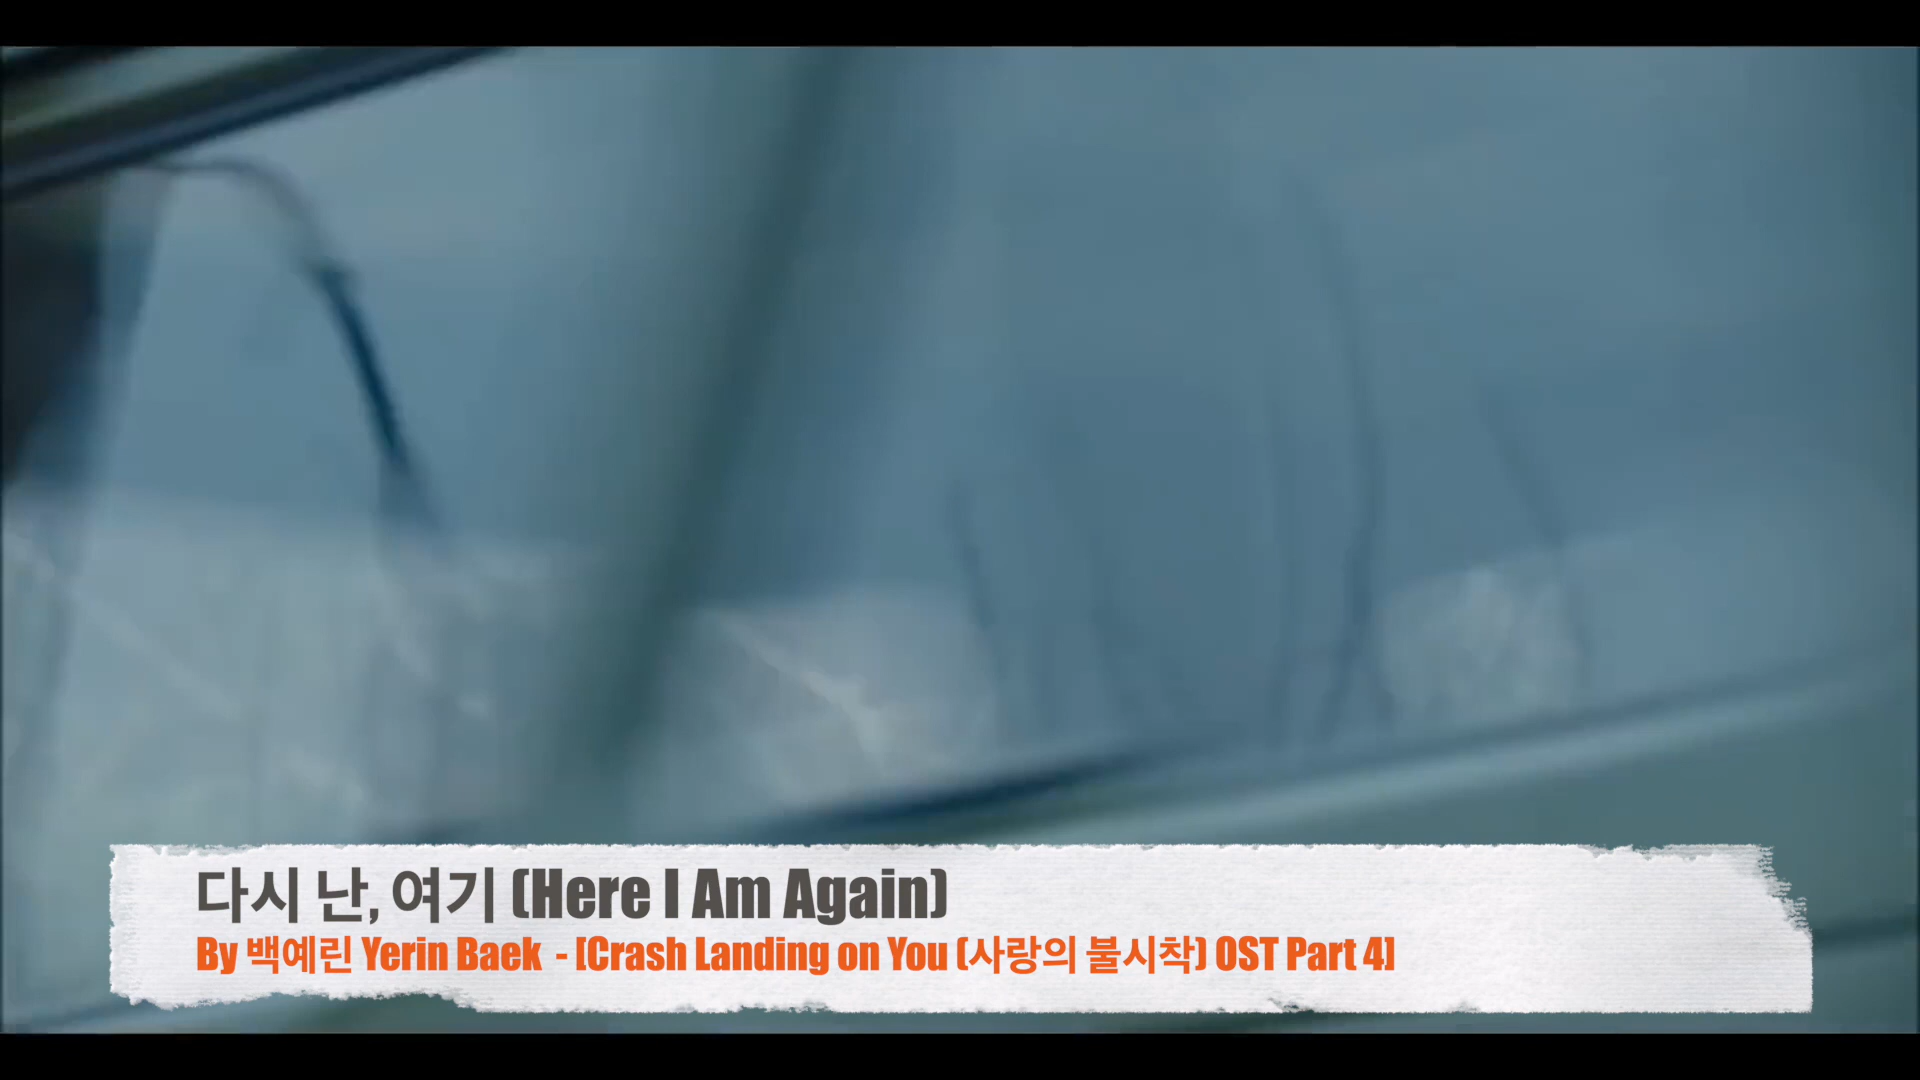 다시 난, 여기 (Here I Am Again)
By 백예린 Yerin Baek - [Crash Landing on You (사랑의 불시착) OST Part 4]